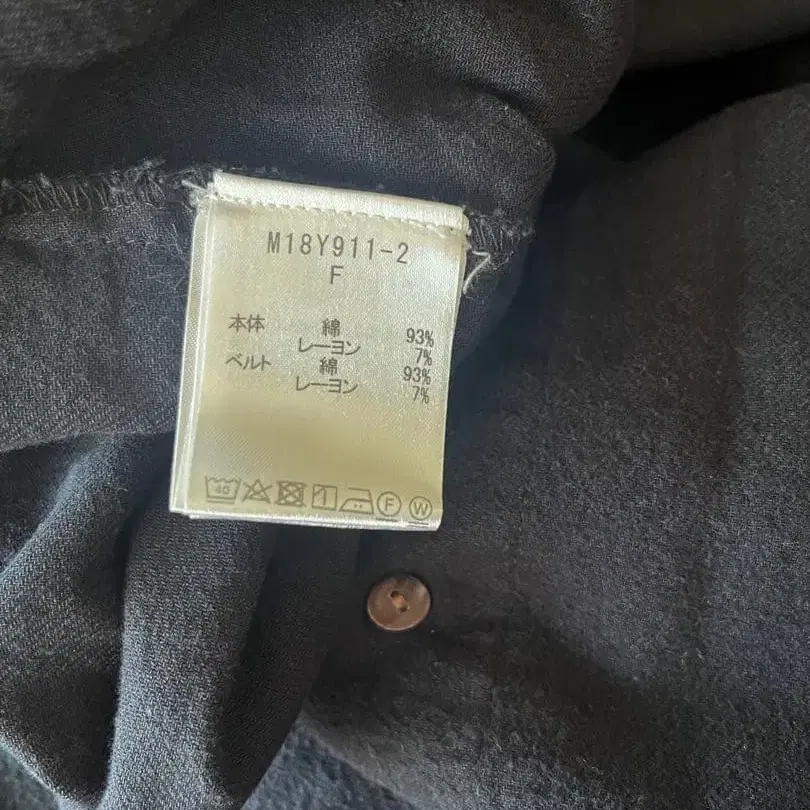 M18Y911-2
F
本体 綿 93%
レーヨン 7%
ベルト 綿 93%
レーヨン 7%
40 F W